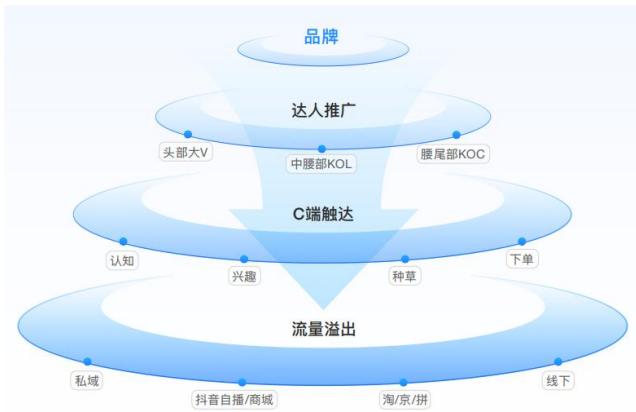 品牌
达人推广
头部大V
中腰部KOL
腰尾部KOC
C端触达
认知
兴趣
种草
下单
流量溢出
私域
抖音自播/商城
淘/京/拼
线下